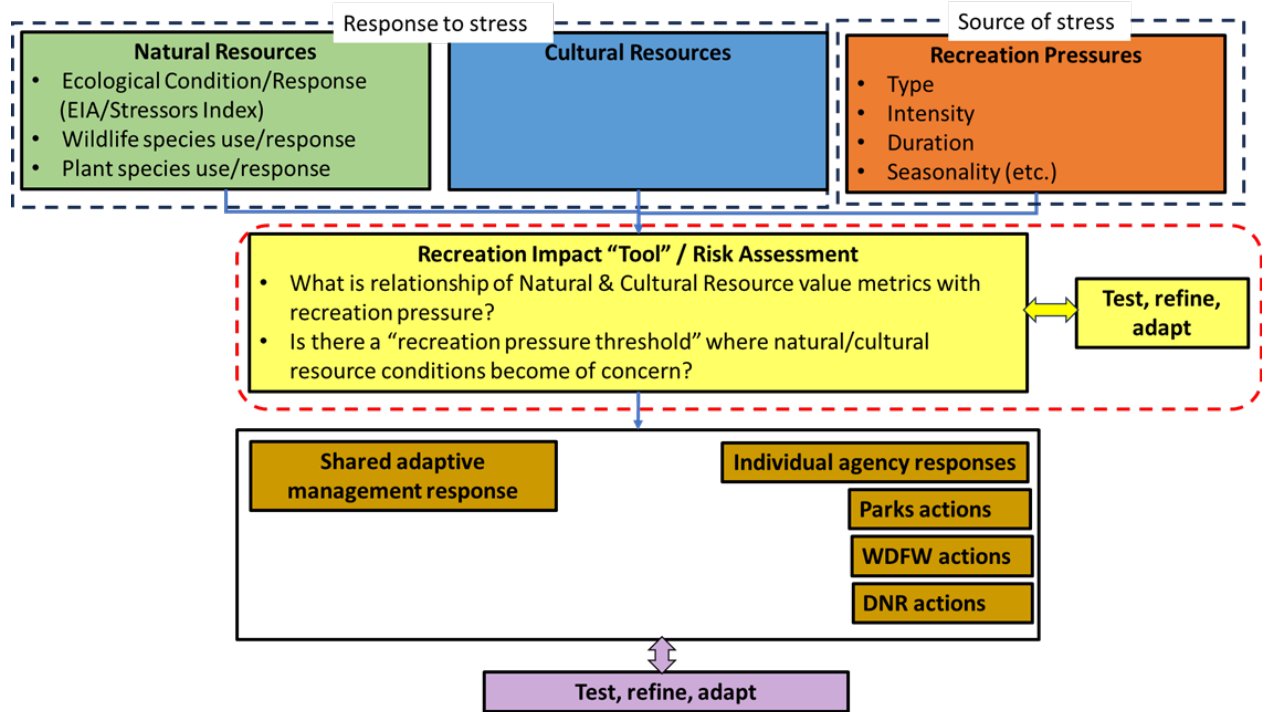 Response to stress
Source of stress
Natural Resources
• Ecological Condition/Response
(EIA/Stressors Index)
• Wildlife species use/response
• Plant species use/response
Cultural Resources
Recreation Pressures
• Type
• Intensity
• Duration
• Seasonality (etc.)
Recreation Impact “Tool” / Risk Assessment
• What is relationship of Natural & Cultural Resource value metrics with
recreation pressure?
• Is there a “recreation pressure threshold” where natural/cultural
resource conditions become of concern?
Test, refine,
adapt
Shared adaptive
management response
Individual agency responses
Parks actions
WDFW actions
DNR actions
Test, refine, adapt